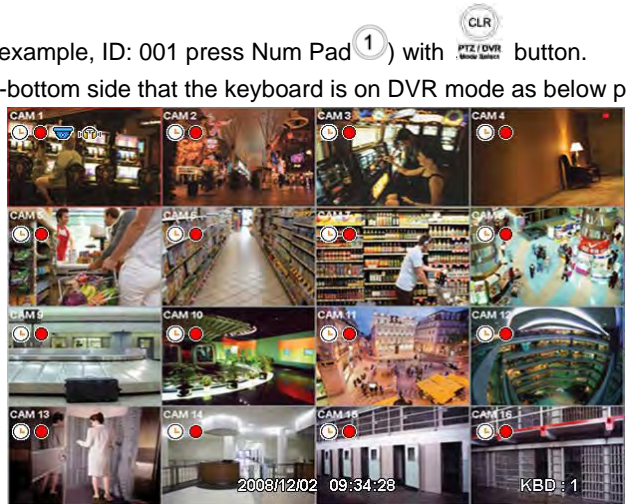 CLR
example, ID: 001 press Num Pad 1 ) with PTZ / DVR Mode Select button.
-bottom side that the keyboard is on DVR mode as below p
CAM 1 CAM 2 CAM 3 CAM 4
CAM 5 CAM 6 CAM 7 CAM 8
CAM 9 CAM 10 CAM 11 CAM 12
CAM 13 CAM 14 CAM 15 CAM 16
2008/12/02 09:34:28 KBD : 1